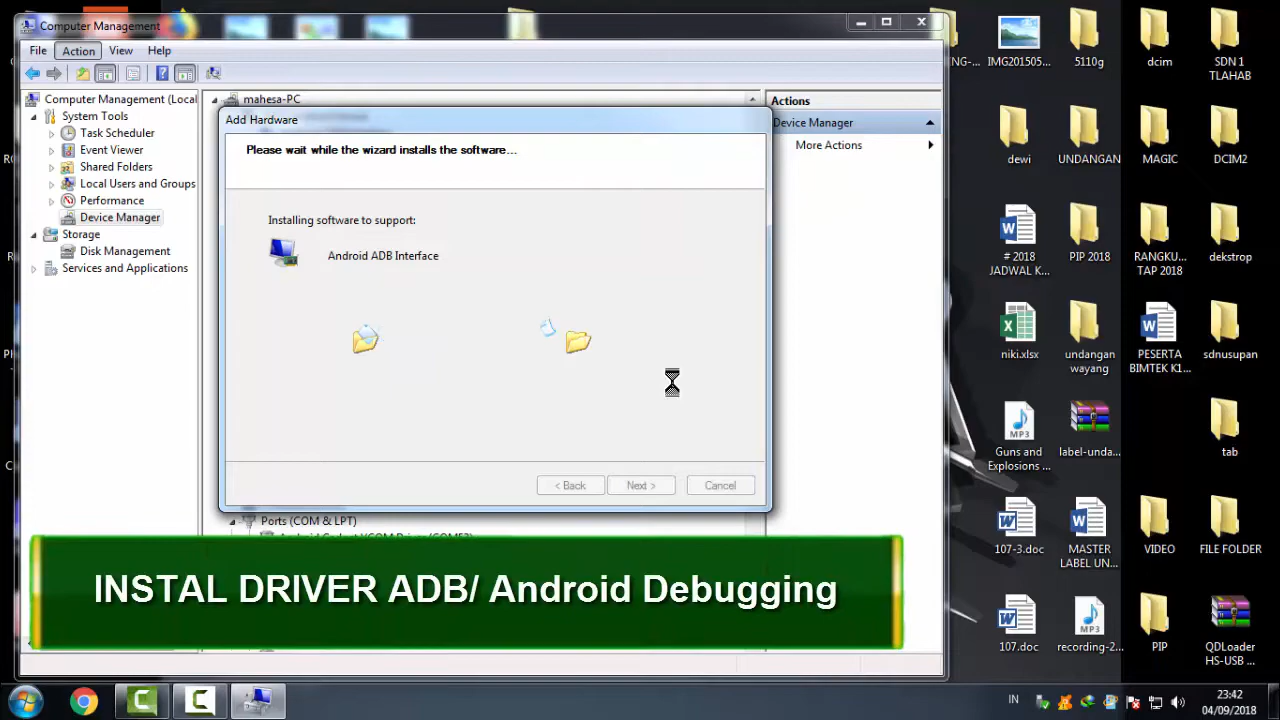 Computer Management
File Action View Help
Computer Management (Local
System Tools
Task Scheduler
Event Viewer
Shared Folders
Local Users and Groups
Performance
Device Manager
Storage
Disk Management
Services and Applications
mahesa-PC
Add Hardware
Please wait while the wizard installs the software...
Installing software to support:
Android ADB Interface
< Back Next > Cancel
Ports (COM & LPT)
Actions
Device Manager
More Actions
INSTAL DRIVER ADB/ Android Debugging
IMG201505...
5110g
dcim
SDN 1
TLAHAB
dewi
UNDANGAN
MAGIC
DCIM2
# 2018
JADWAL K...
PIP 2018
RANGKU...
TAP 2018
dekstrop
niki.xlsx
undangan
wayang
PESERTA
BIMTEK K1...
sdnusupan
MP3
Guns and
Explosions ...
label-unda...
tab
107-3.doc
MASTER
LABEL UN...
VIDEO
FILE FOLDER
107.doc
MP3
recording-2...
PIP
QDLoader
HS-USB ...
IN
23:42
04/09/2018